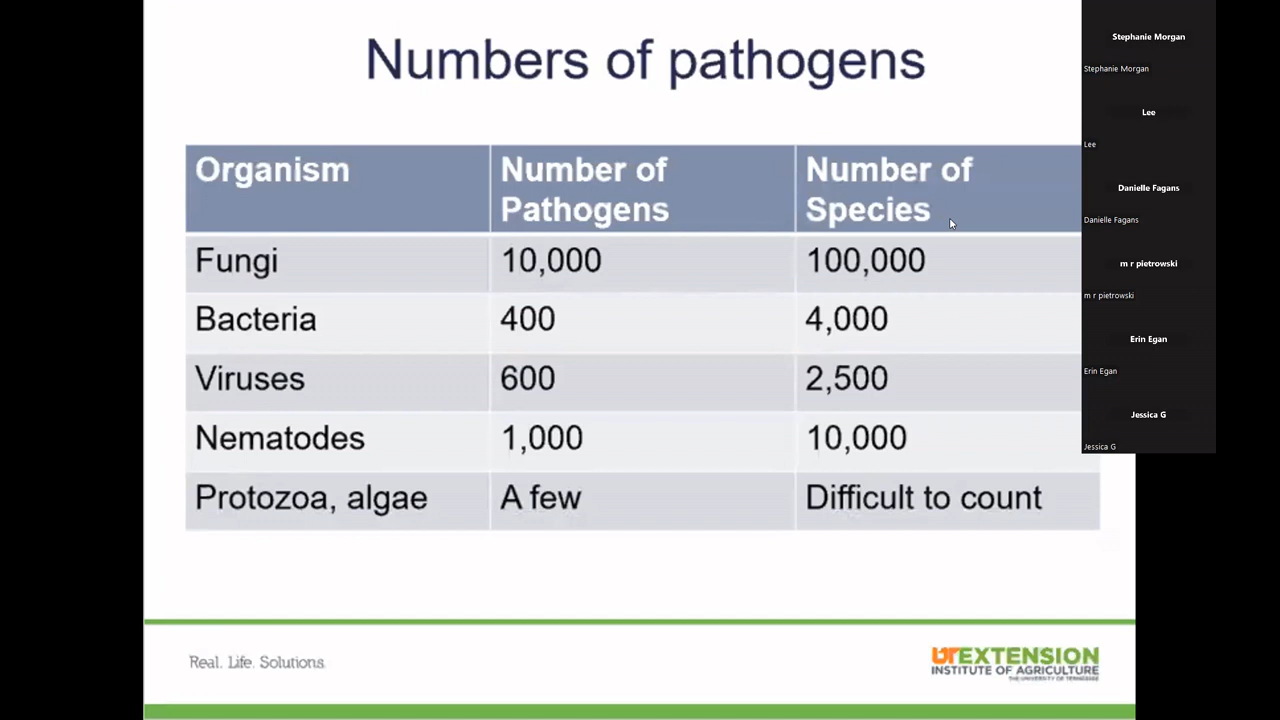 Numbers of pathogens
Organism Number of Pathogens Number of Species
Fungi 10,000 100,000
Bacteria 400 4,000
Viruses 600 2,500
Nematodes 1,000 10,000
Protozoa, algae A few Difficult to count
Real. Life. Solutions.
UT EXTENSION
INSTITUTE OF AGRICULTURE
THE UNIVERSITY OF TENNESSEE
Stephanie Morgan
Stephanie Morgan
Lee
Lee
Danielle Fagans
Danielle Fagans
m r pietrowski
m r pietrowski
Erin Egan
Erin Egan
Jessica G
Jessica G